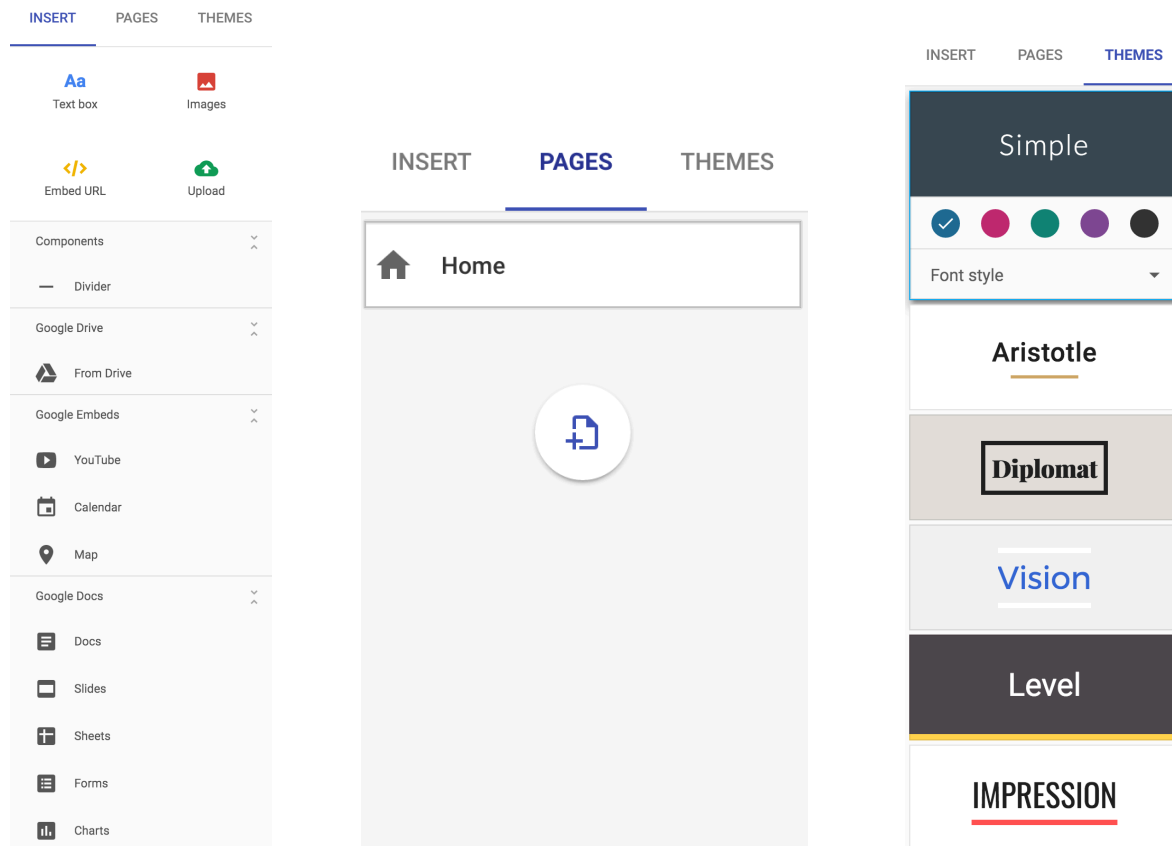 INSERT PAGES THEMES
Aa
Text box Images
Embed URL Upload
Components
Divider
Google Drive
From Drive
Google Embeds
YouTube
Calendar
Map
Google Docs
Docs
Slides
Sheets
Forms
Charts
INSERT PAGES THEMES
Home
INSERT PAGES THEMES
Simple
Font style
Aristotle
Diplomat
Vision
Level
IMPRESSION